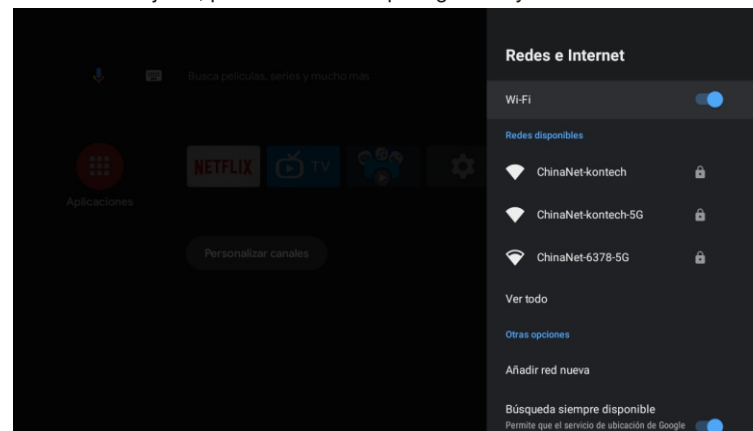 Redes e Internet
Busca películas, series y mucho más
Wi-Fi
Redes disponibles
NETFLIX
TV
ChinaNet-kontech
Aplicaciones
ChinaNet-kontech-5G
Personalizar canales
ChinaNet-6378-5G
Ver todo
Otras opciones
Añadir red nueva
Búsqueda siempre disponible
Permite que el servicio de ubicación de Google